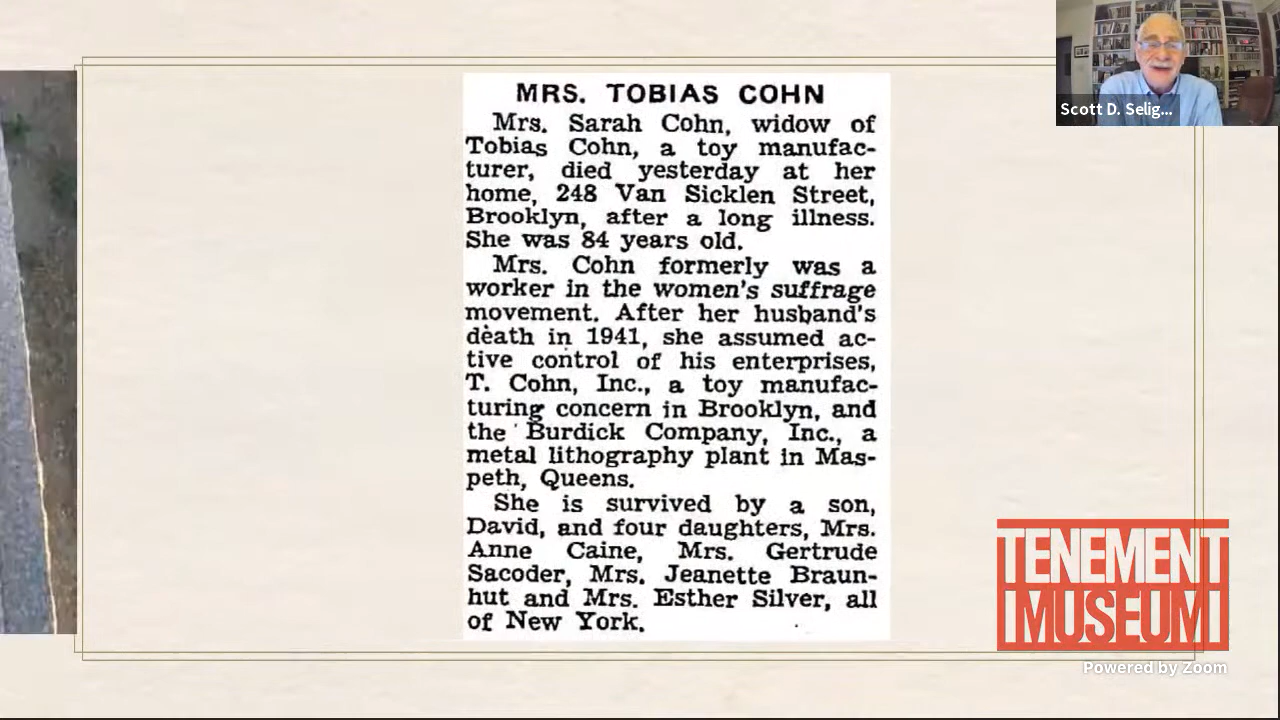 MRS. TOBIAS COHN
Mrs. Sarah Cohn, widow of
Tobias Cohn, a toy manufac-
turer, died yesterday at her
home, 248 Van Sicklen Street,
Brooklyn, after a long illness.
She was 84 years old.
Mrs. Cohn formerly was a
worker in the women's suffrage
movement. After her husband's
death in 1941, she assumed ac-
tive control of his enterprises,
T. Cohn, Inc., a toy manufac-
turing concern in Brooklyn, and
the Burdick Company, Inc., a
metal lithography plant in Mas-
peth, Queens.
She is survived by a son,
David, and four daughters, Mrs.
Anne Caine, Mrs. Gertrude
Sacoder, Mrs. Jeanette Braun-
hut and Mrs. Esther Silver, all
of New York.
Scott D. Selig...
TENEMENT
MUSEUM
Powered by Zoom